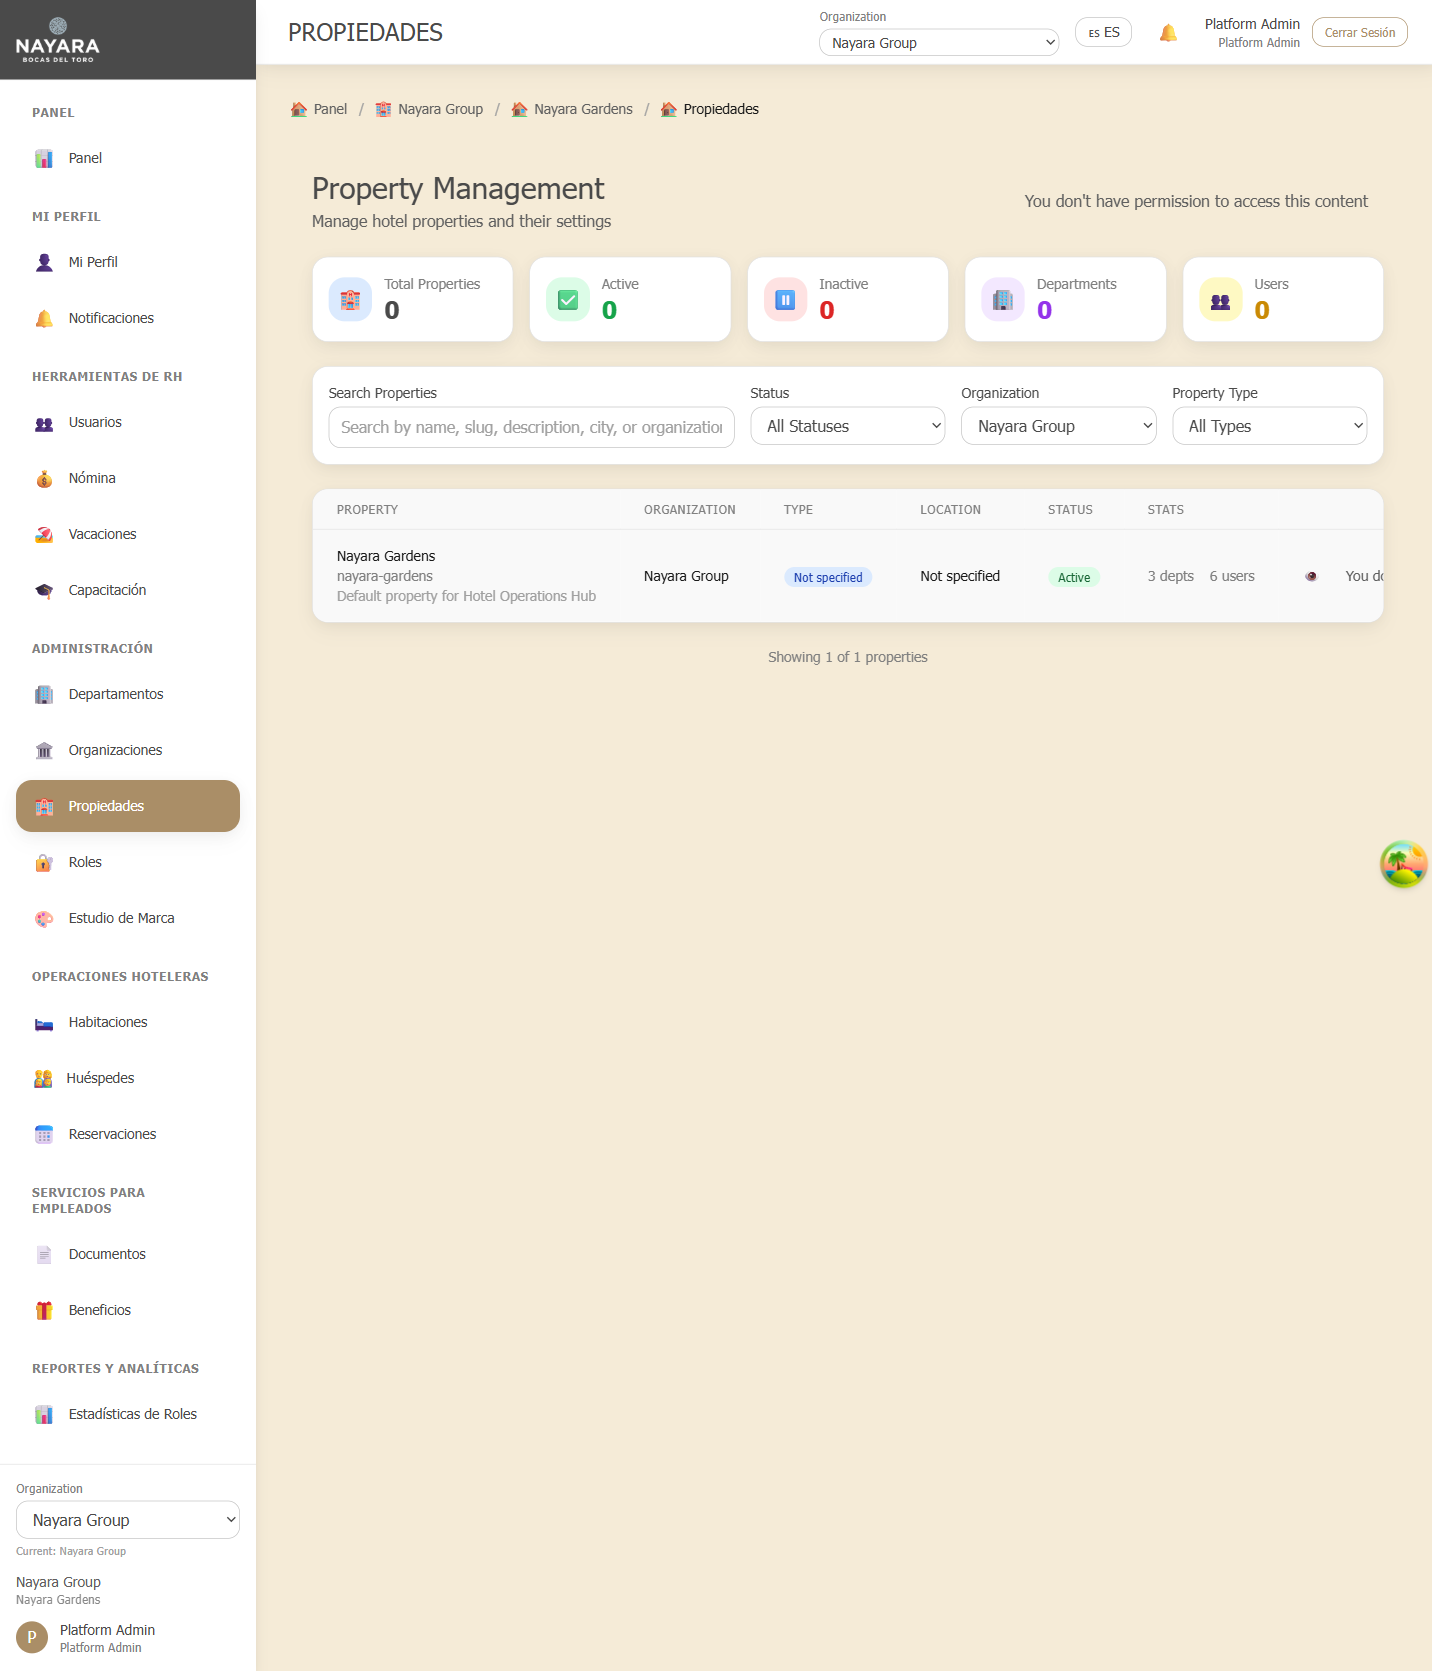 NAYARA
BOCAS DEL TORO
PANEL
Panel
MI PERFIL
Mi Perfil
Notificaciones
HERRAMIENTAS DE RH
Usuarios
Nómina
Vacaciones
Capacitación
ADMINISTRACIÓN
Departamentos
Organizaciones
Propiedades
Roles
Estudio de Marca
OPERACIONES HOTELERAS
Habitaciones
Huéspedes
Reservaciones
SERVICIOS PARA
EMPLEADOS
Documentos
Beneficios
REPORTES Y ANALÍTICAS
Estadísticas de Roles
Organization
Nayara Group
Current: Nayara Group
Nayara Group
Nayara Gardens
P
Platform Admin
Platform Admin
PROPIEDADES
Organization
Nayara Group
ES ES
Platform Admin
Platform Admin
Cerrar Sesión
Panel / Nayara Group / Nayara Gardens / Propiedades
Property Management
Manage hotel properties and their settings
You don't have permission to access this content
Total Properties
0
Active
0
Inactive
0
Departments
0
Users
0
Search Properties
Search by name, slug, description, city, or organization
Status
All Statuses
Organization
Nayara Group
Property Type
All Types
PROPERTY ORGANIZATION TYPE LOCATION STATUS STATS
Nayara Gardens
nayara-gardens
Default property for Hotel Operations Hub
Nayara Group
Not specified
Not specified
Active
3 depts 6 users
You do
Showing 1 of 1 properties